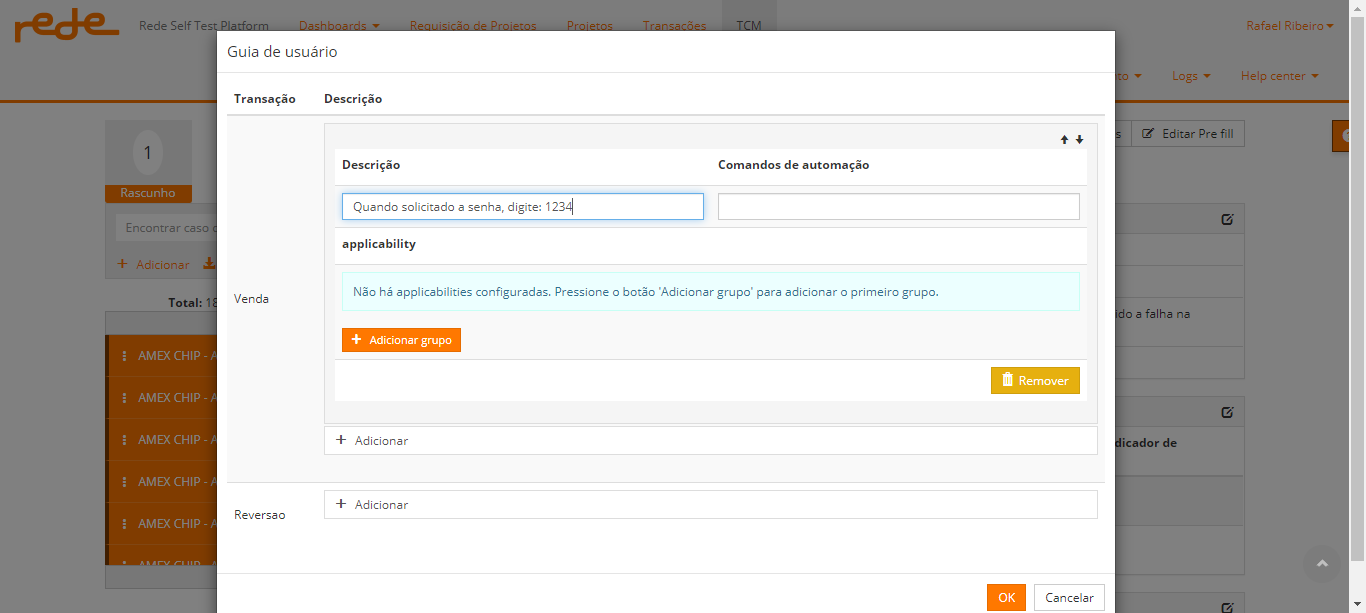 rede Rede Self Test Platform Dashboards Requisição de Projetos Projetos Transações TCM Rafael Ribeiro
Guia de usuário
Logs Help center
Transação Descrição
1
Editar Pre fill
Descrição Comandos de automação
Rascunho
Quando solicitado a senha, digite: 1234
Encontrar caso
applicability
+ Adicionar
Não há applicabilities configuradas. Pressione o botão 'Adicionar grupo' para adicionar o primeiro grupo.
Venda
Total: 18
ido a falha na
+ Adicionar grupo
AMEX CHIP - A
Remover
AMEX CHIP - A
+ Adicionar
AMEX CHIP - A
dicador de
AMEX CHIP - A
+ Adicionar
Reversao
AMEX CHIP - A
AMEX CHIP - A
OK Cancelar